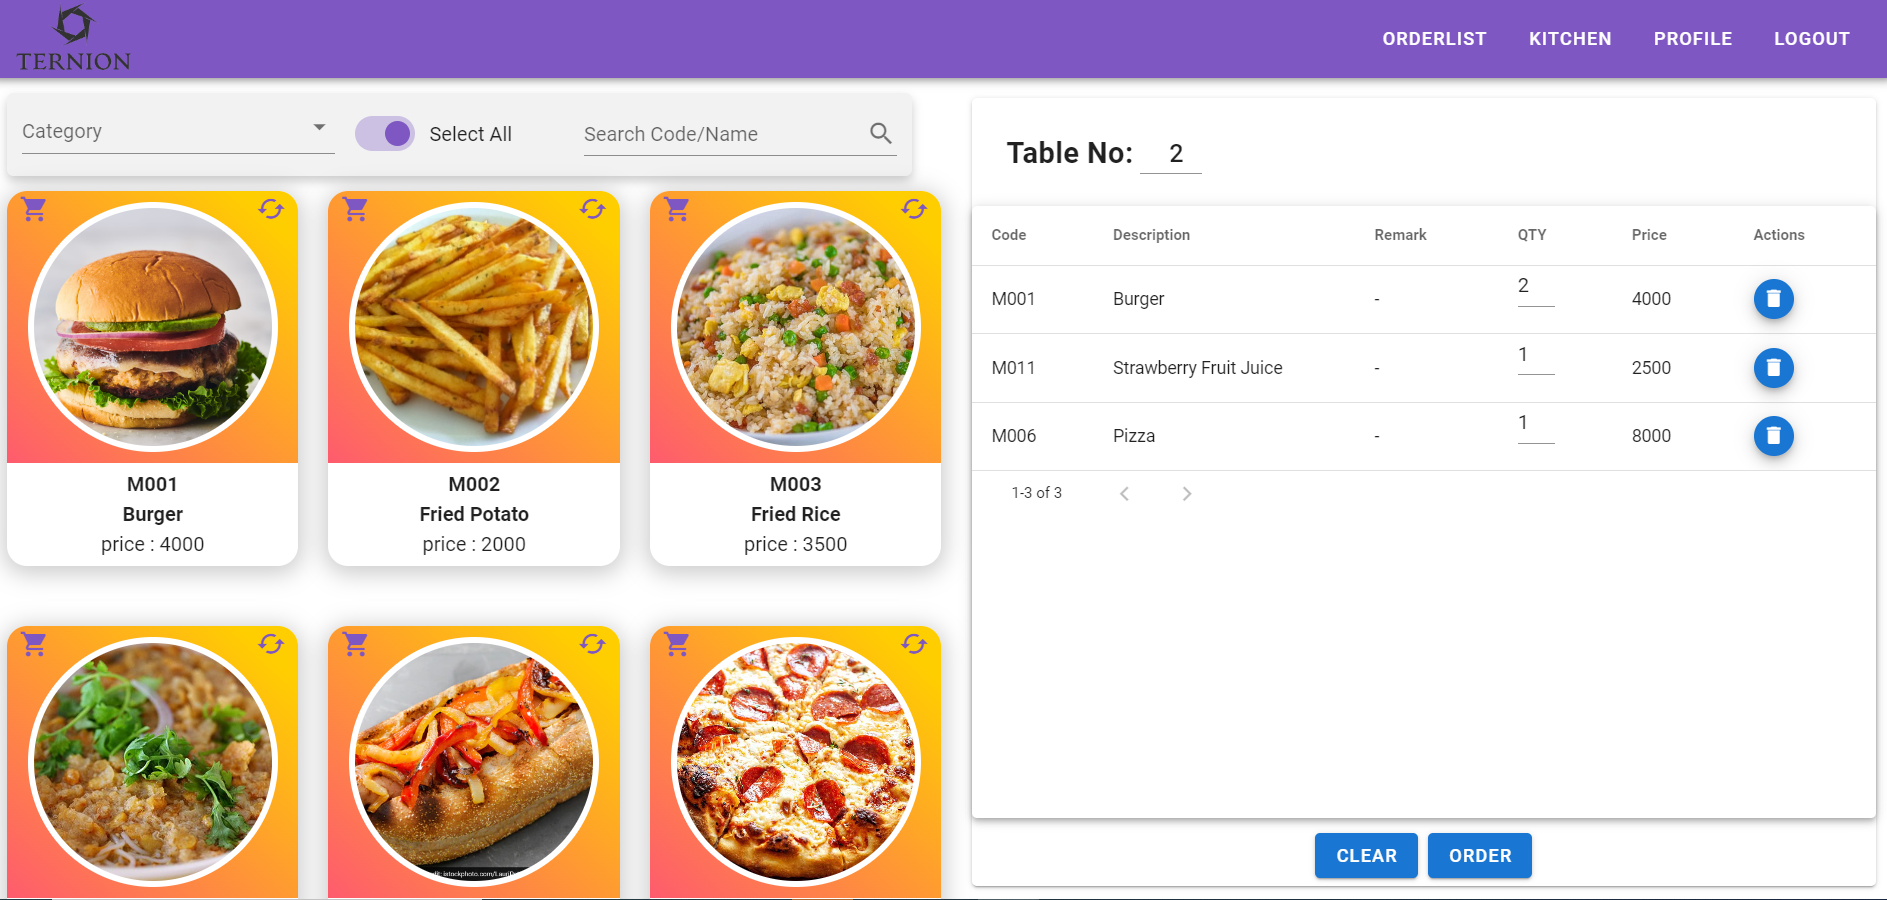 TERNION
ORDERLIST KITCHEN PROFILE LOGOUT
Category
Select All
Search Code/Name
M001
Burger
price : 4000
M002
Fried Potato
price : 2000
M003
Fried Rice
price : 3500
Table No: 2
Code Description Remark QTY Price Actions
M001 Burger - 2 4000
M011 Strawberry Fruit Juice - 1 2500
M006 Pizza - 1 8000
1-3 of 3
CLEAR ORDER